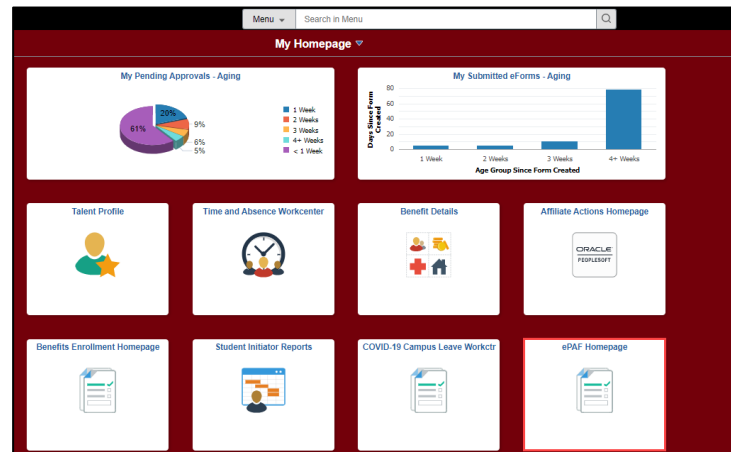 Menu
Search in Menu
My Homepage
My Pending Approvals - Aging
20%
61%
9%
6%
5%
1 Week
2 Weeks
3 Weeks
4+ Weeks
< 1 Week
My Submitted eForms - Aging
Days Since Form
Created
80
60
40
20
0
1 Week
2 Weeks
3 Weeks
4+ Weeks
Age Group Since Form Created
Talent Profile
Time and Absence Workcenter
Benefit Details
Affiliate Actions Homepage
ORACLE'
PEOPLESOFT
Benefits Enrollment Homepage
Student Initiator Reports
COVID-19 Campus Leave Workctr
ePAF Homepage